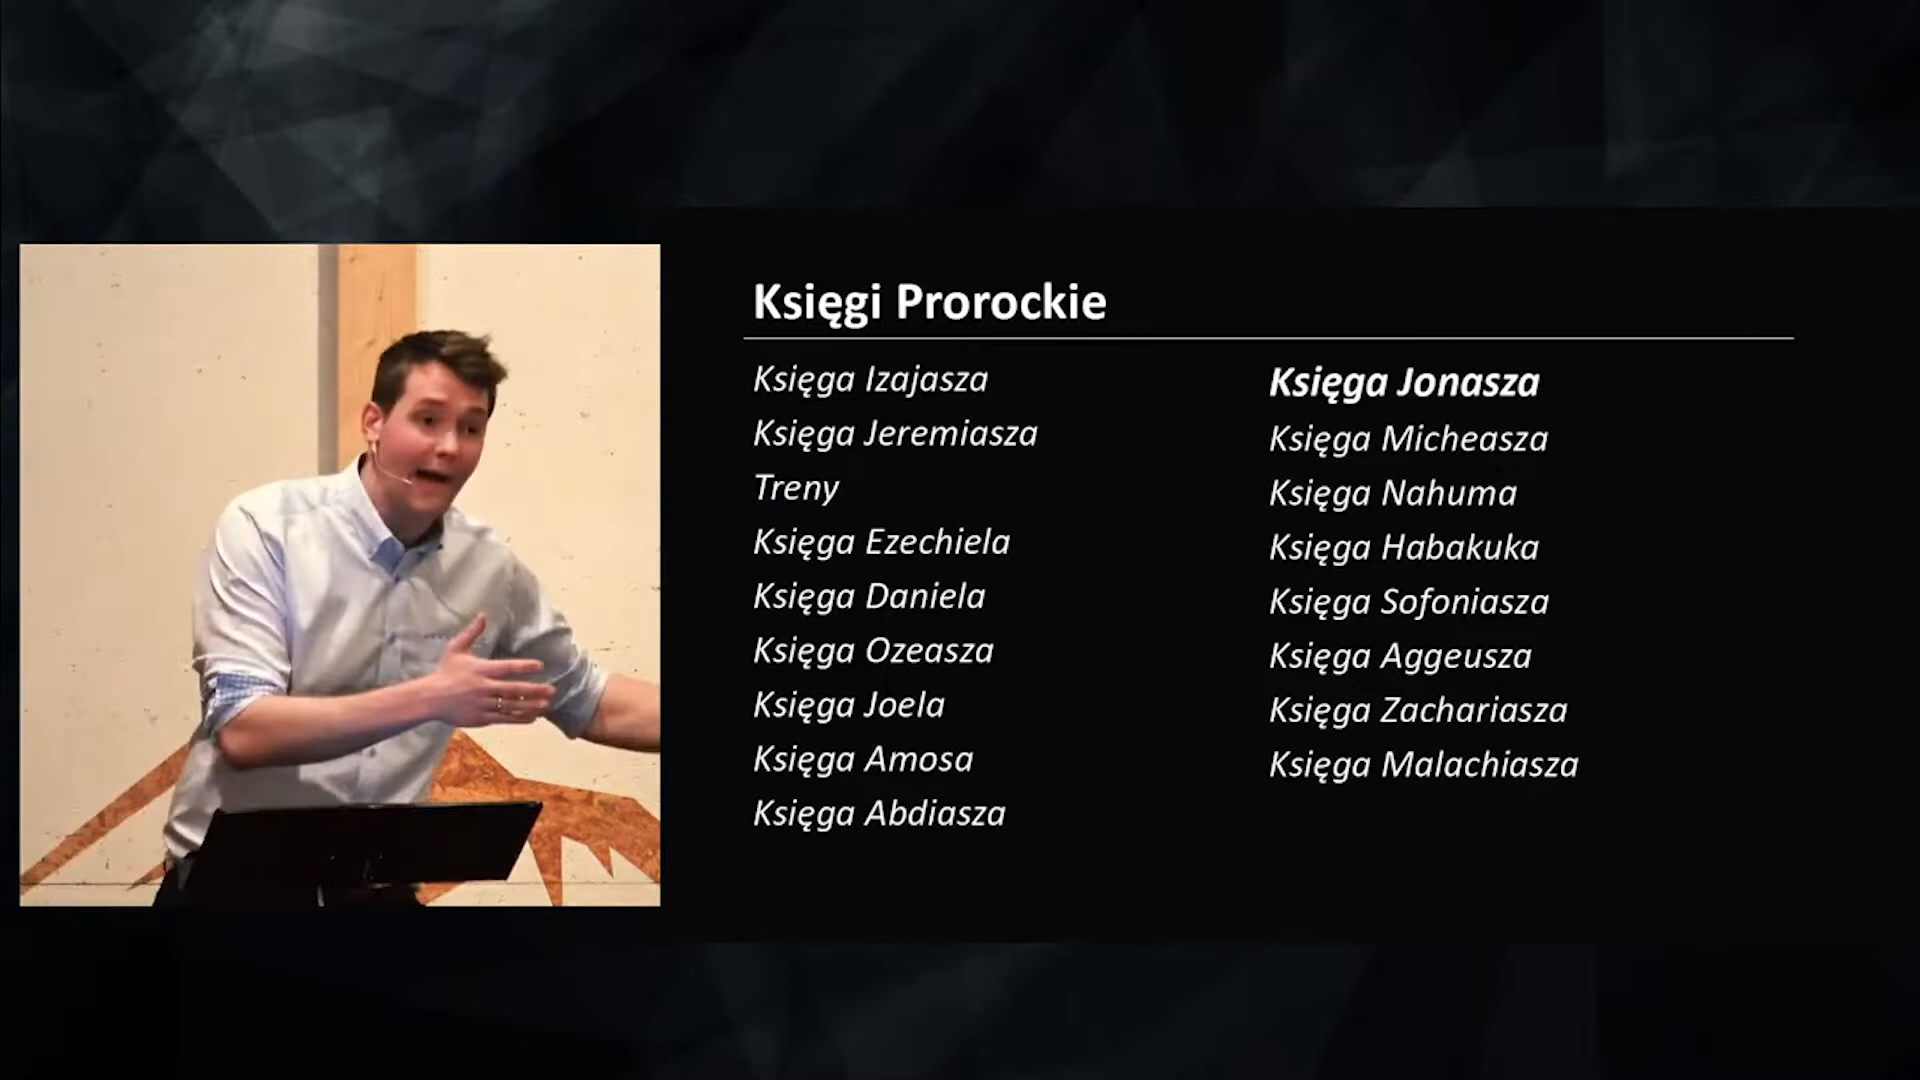 Księgi Prorockie
Księga Izajasza
Księga Jeremiasza
Treny
Księga Ezechiela
Księga Daniela
Księga Ozeasza
Księga Joela
Księga Amosa
Księga Abdiasza
Księga Jonasza
Księga Micheasza
Księga Nahuma
Księga Habakuka
Księga Sofoniasza
Księga Aggeusza
Księga Zachariasza
Księga Malachiasza